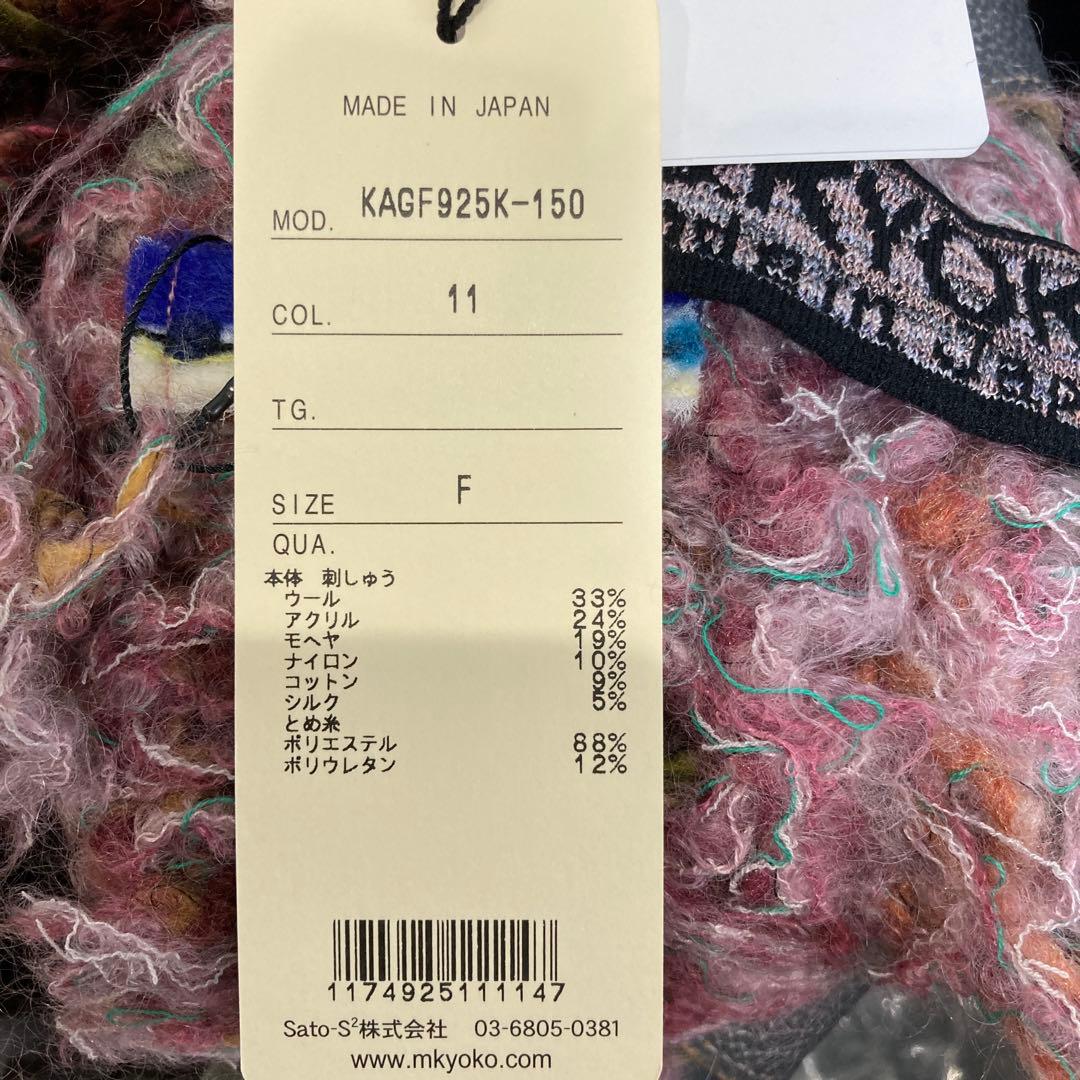 MADE IN JAPAN
MOD. KAGF925K-150
COL. 11
TG.
SIZE F
QUA.
本体 刺しゅう
ウール 33%
アクリル 24%
モヘヤ 19%
ナイロン 10%
コットン 9%
シルク 5%
とめ糸
ポリエステル 88%
ポリウレタン 12%
1174925111147
Sato-S²株式会社 03-6805-0381
www.mkyoko.com